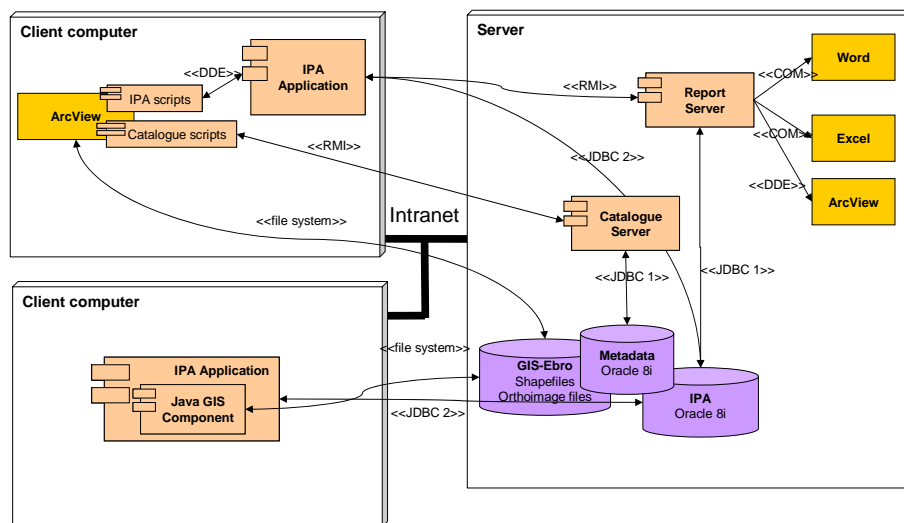 Client computer
IPA
Application
<<DDE>>
IPA scripts
ArcView
Catalogue scripts
<<RMI>>
<<file system>>
Intranet
Server
Word
<<COM>>
<<RMI>>
Report
Server
<<COM>>
Excel
<<JDBC 2>>
<<DDE>>
ArcView
Catalogue
Server
<<JDBC 1>>
<<JDBC 1>>
Client computer
<<file system>>
IPA Application
Java GIS
Component
<<JDBC 2>>
GIS-Ebro
Shapefiles
Orthoimage files
Metadata
Oracle 8i
IPA
Oracle 8i